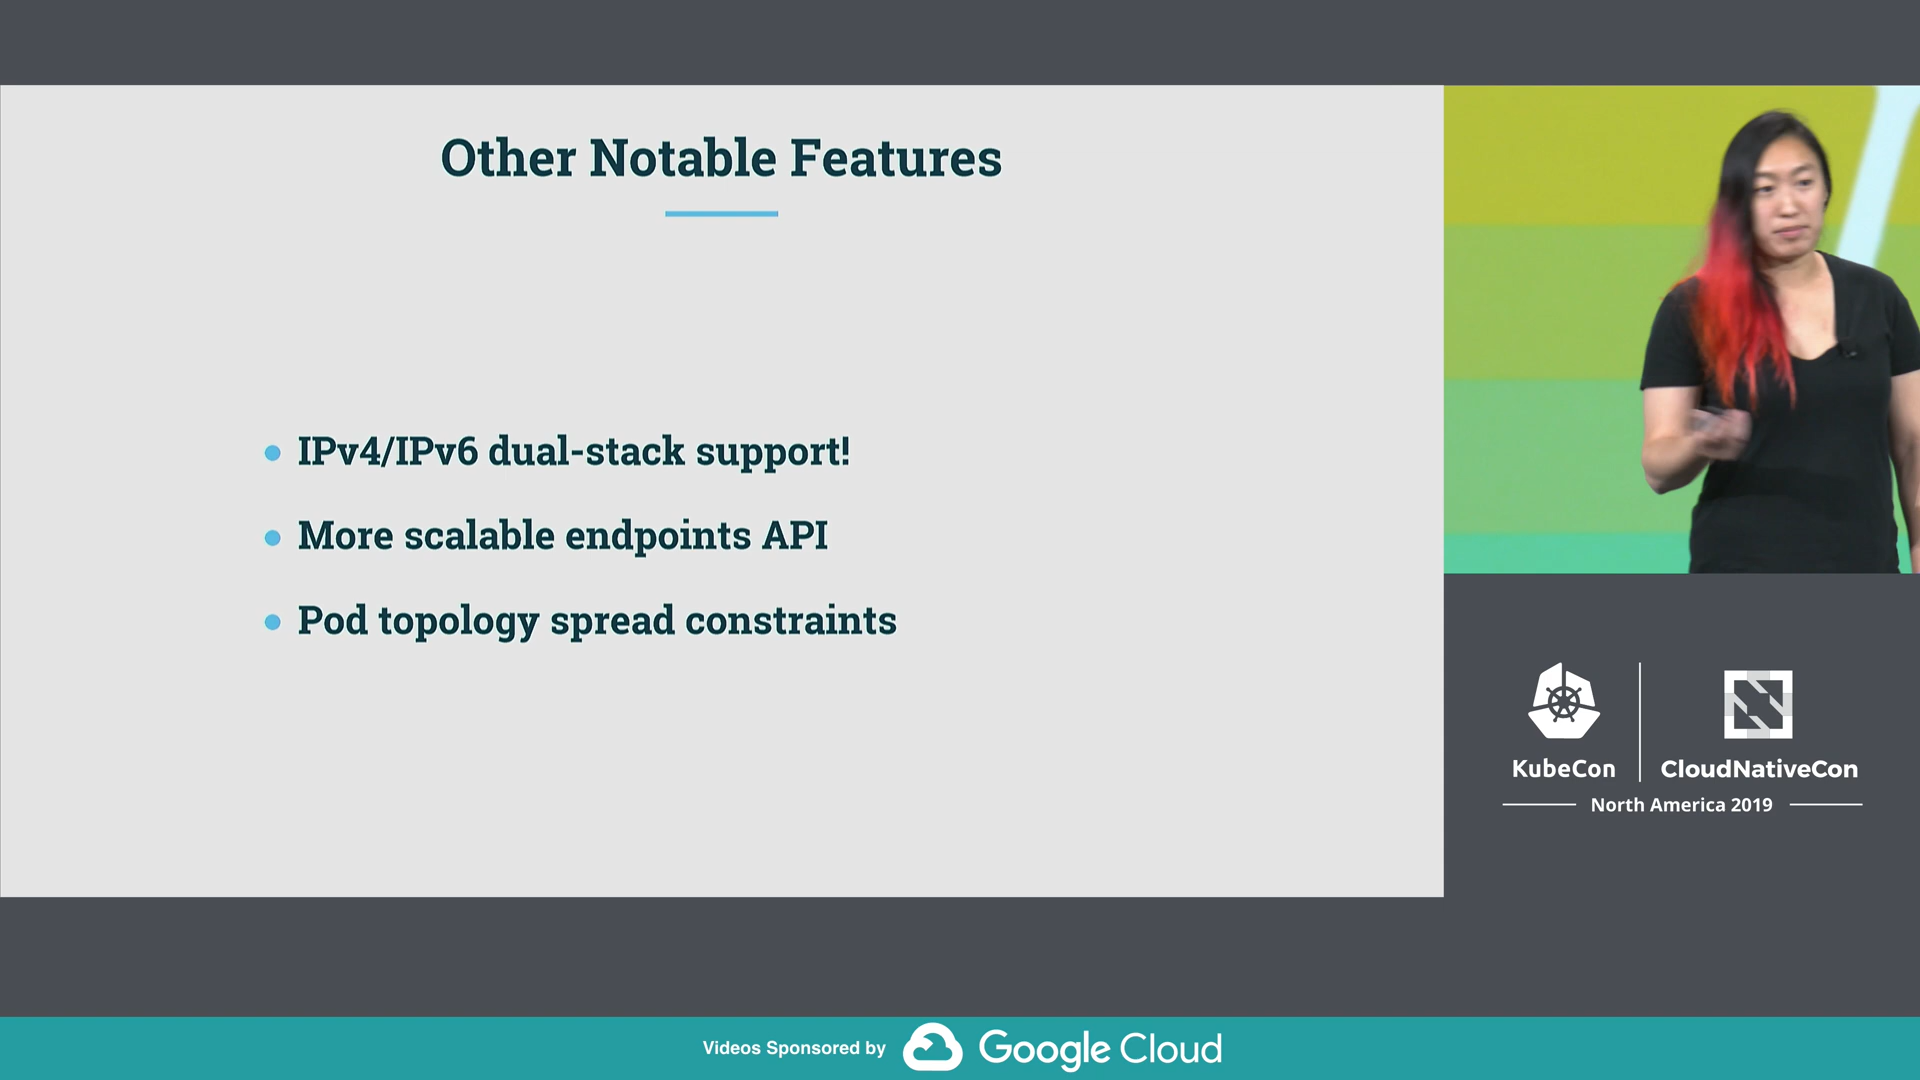 Other Notable Features
IPv4/IPv6 dual-stack support!
More scalable endpoints API
Pod topology spread constraints
KubeCon
CloudNativeCon
North America 2019
Videos Sponsored by Google Cloud